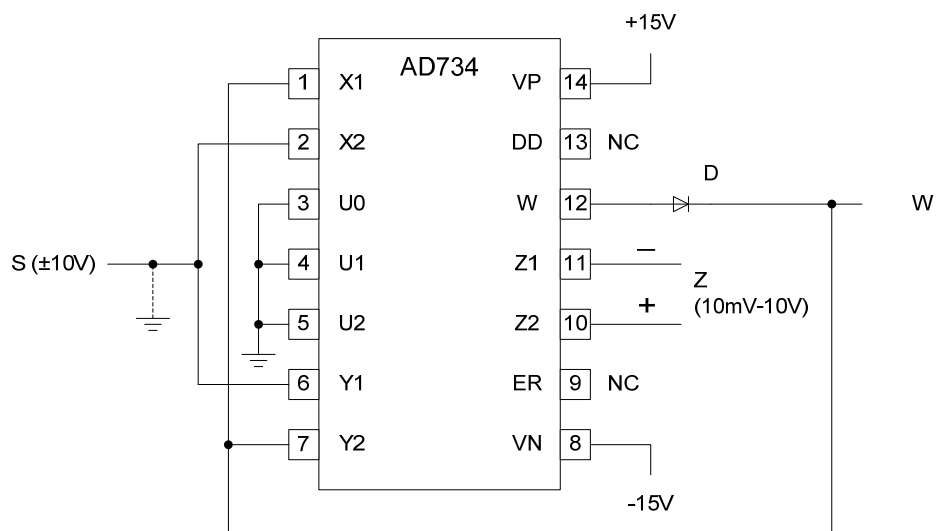 +15V
AD734
1 X1 VP 14
2 X2 DD 13 NC
D
3 U0 W 12 W
S (±10V) 4 U1 Z1 11 −
Z
(10mV-10V)
5 U2 Z2 10 +
6 Y1 ER 9 NC
7 Y2 VN 8
-15V